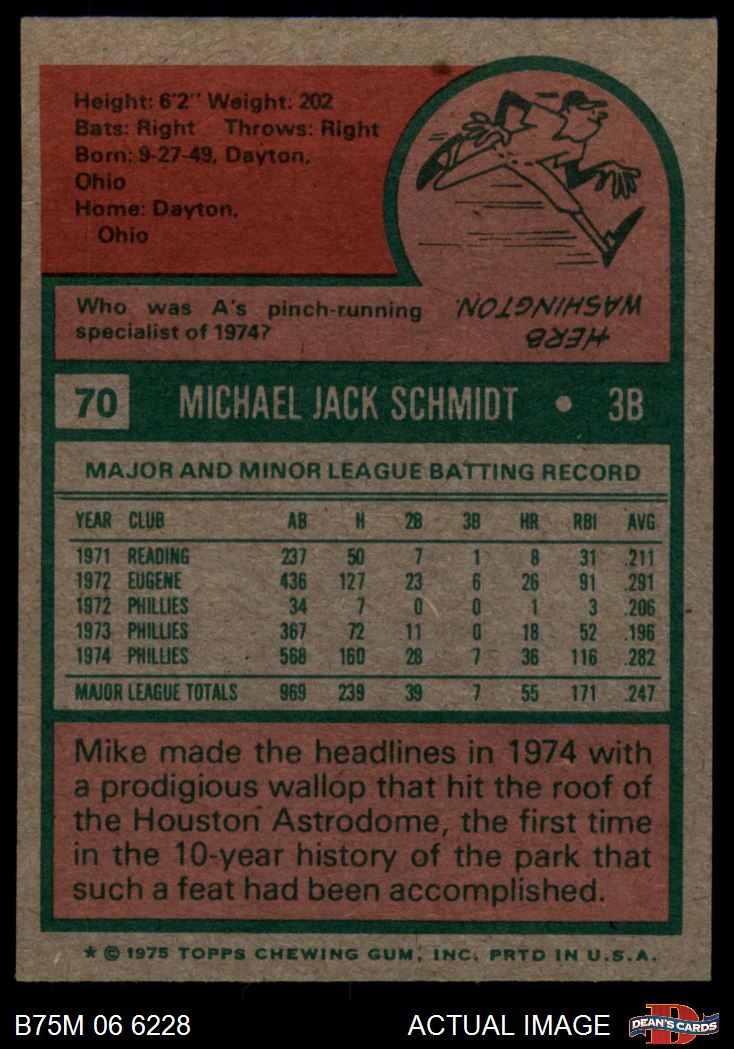 Height: 6'2" Weight: 202
Bats: Right Throws: Right
Born: 9-27-49, Dayton,
Ohio
Home: Dayton,
Ohio
Who was A's pinch-running
specialist of 1974?
HERB
WASHINGTON.
70 MICHAEL JACK SCHMIDT • 3B
MAJOR AND MINOR LEAGUE BATTING RECORD
YEAR CLUB AB H 2B 3B HR RBI AVG
1971 READING 237 50 7 1 8 31 .211
1972 EUGENE 436 127 23 6 26 91 .291
1972 PHILLIES 34 7 0 0 1 3 .206
1973 PHILLIES 367 72 11 0 18 52 .196
1974 PHILLIES 568 160 28 7 36 116 .282
MAJOR LEAGUE TOTALS 969 239 39 7 55 171 .247
Mike made the headlines in 1974 with
a prodigious wallop that hit the roof of
the Houston Astrodome, the first time
in the 10-year history of the park that
such a feat had been accomplished.
* © 1975 TOPPS CHEWING GUM, INC. PRTD IN U.S.A.
B75M 06 6228 ACTUAL IMAGE DEAN'S CARDS